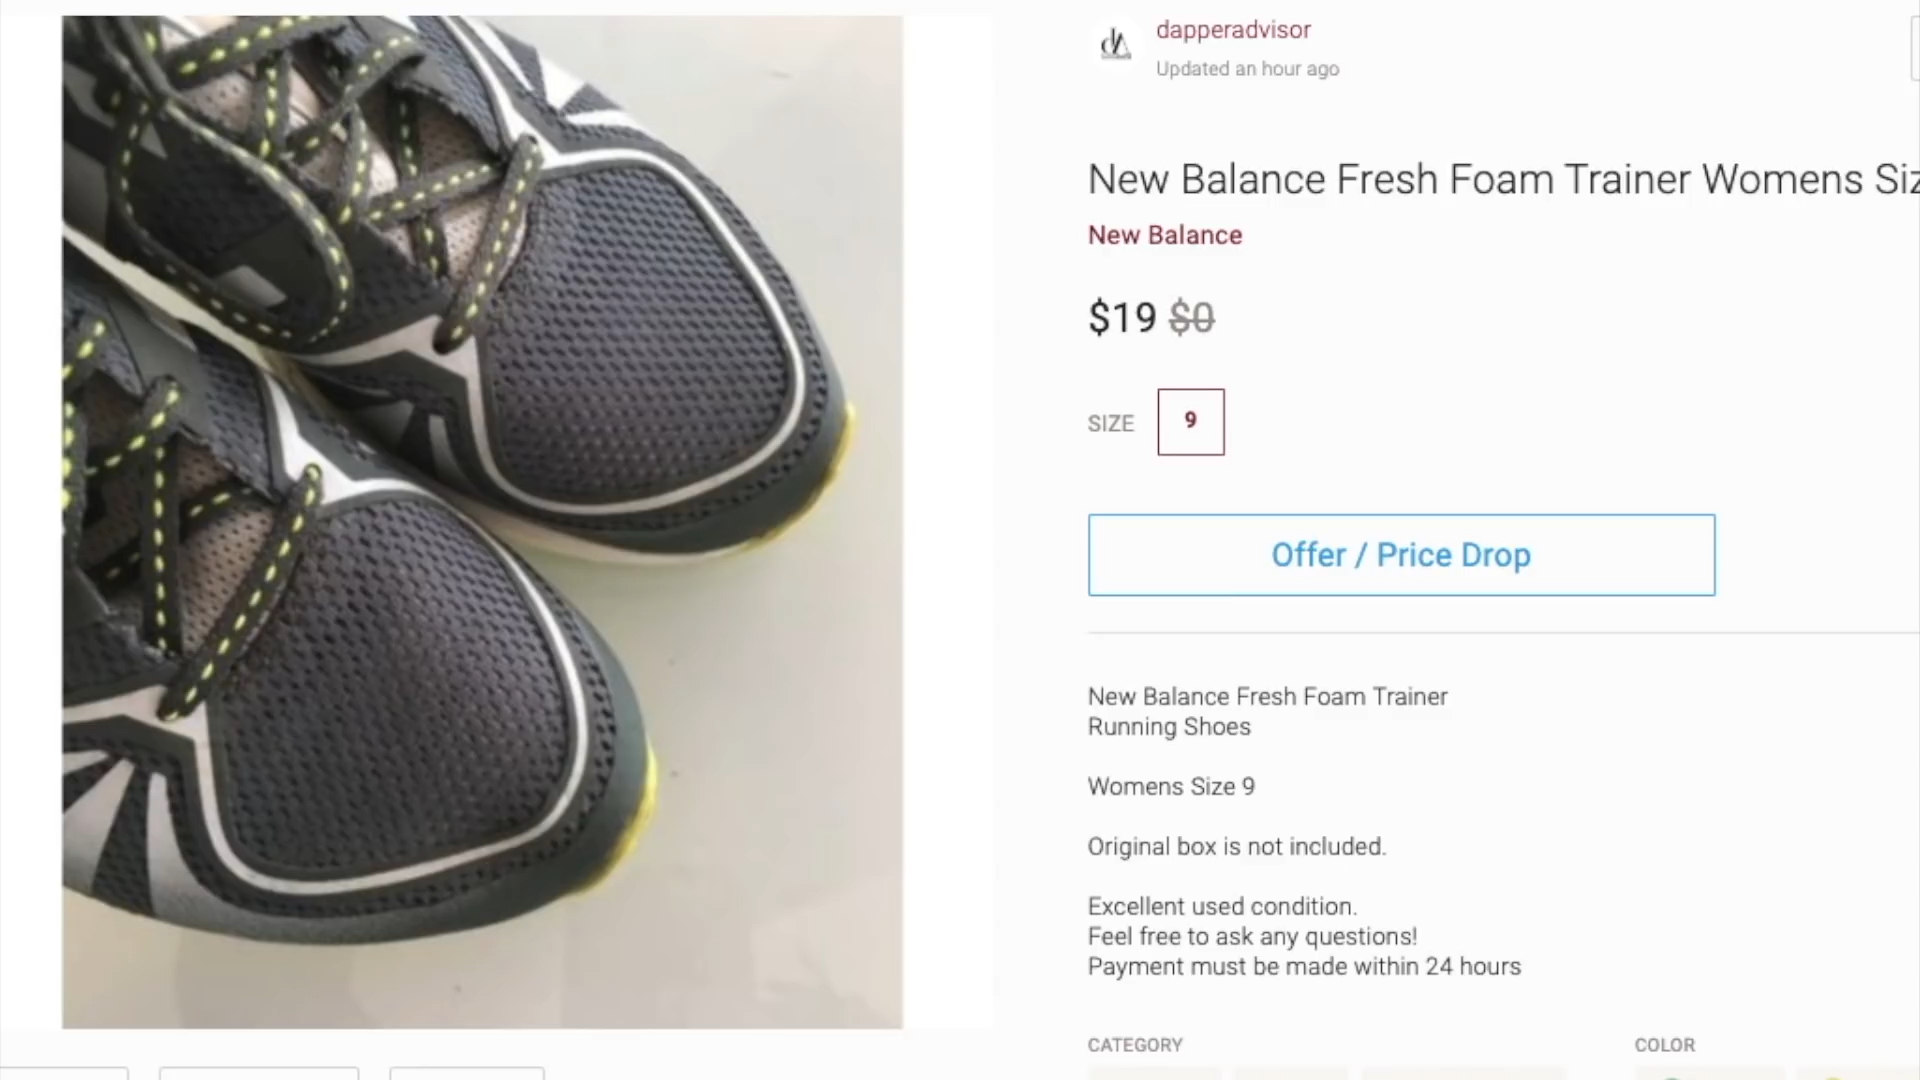 dapperadvisor
Updated an hour ago
New Balance Fresh Foam Trainer Womens Siz
New Balance
$19 $0
SIZE 9
Offer / Price Drop
New Balance Fresh Foam Trainer
Running Shoes
Womens Size 9
Original box is not included.
Excellent used condition.
Feel free to ask any questions!
Payment must be made within 24 hours
CATEGORY COLOR